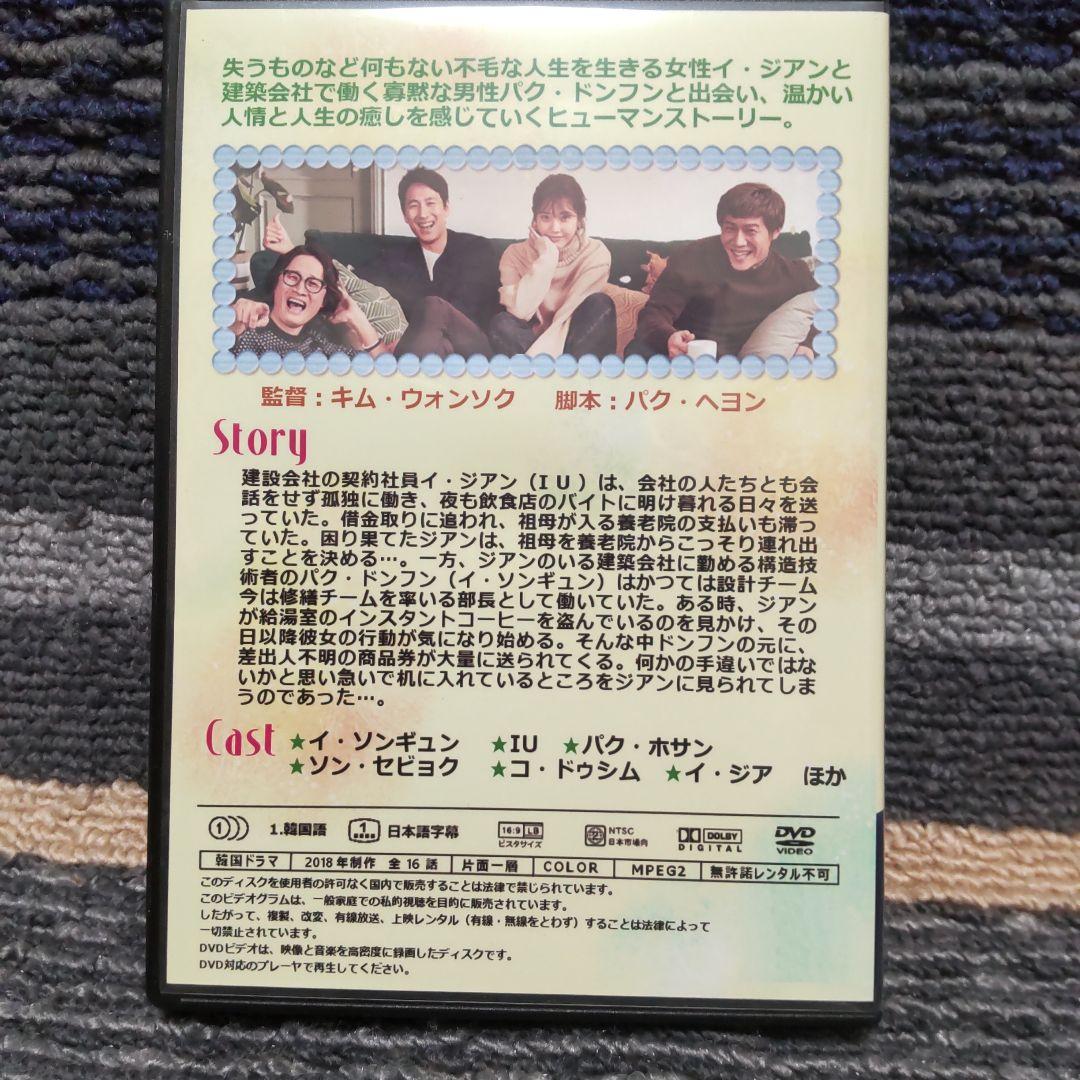 失うものなど何もない不毛な人生を生きる女性イ・ジアンと
建築会社で働く寡黙な男性パク・ドンフンと出会い、温かい
人情と人生の癒しを感じていくヒューマンストーリー。
監督：キム・ウォンソク　脚本：パク・ヘヨン
Story
建設会社の契約社員イ・ジアン（ＩＵ）は、会社の人たちとも会
話をせず孤独に働き、夜も飲食店のバイトに明け暮れる日々を送
っていた。借金取りに追われ、祖母が入る養老院の支払いも滞っ
ていた。困り果てたジアンは、祖母を養老院からこっそり連れ出
すことを決める…。一方、ジアンのいる建築会社に勤める構造技
術者のパク・ドンフン（イ・ソンギュン）はかつては設計チーム
今は修繕チームを率いる部長として働いていた。ある時、ジアン
が給湯室のインスタントコーヒーを盗んでいるのを見かけ、その
日以降彼女の行動が気になり始める。そんな中ドンフンの元に、
差出人不明の商品券が大量に送られてくる。何かの手違いではな
いかと思い急いで机に入れているところをジアンに見られてしま
うのであった…。
Cast ★イ・ソンギュン ★IU ★パク・ホサン
★ソン・セビョク ★コ・ドゥシム ★イ・ジア ほか
1))) 1.韓国語 1... 日本語字幕 16:9 LB ビスタサイズ 2 NTSC 日本市場向 DOLBY DIGITAL DVD VIDEO
韓国ドラマ 2018年制作 全16話 片面一層 COLOR MPEG2 無許諾レンタル不可
このディスクを使用者の許可なく国内で販売することは法律で禁じられています。
このビデオグラムは、一般家庭での私的視聴を目的に販売されています。
したがって、複製、改変、有線放送、上映レンタル（有線・無線をとわず）することは法律によって
一切禁止されています。
DVDビデオは、映像と音楽を高密度に録画したディスクです。
DVD対応のプレーヤで再生してください。